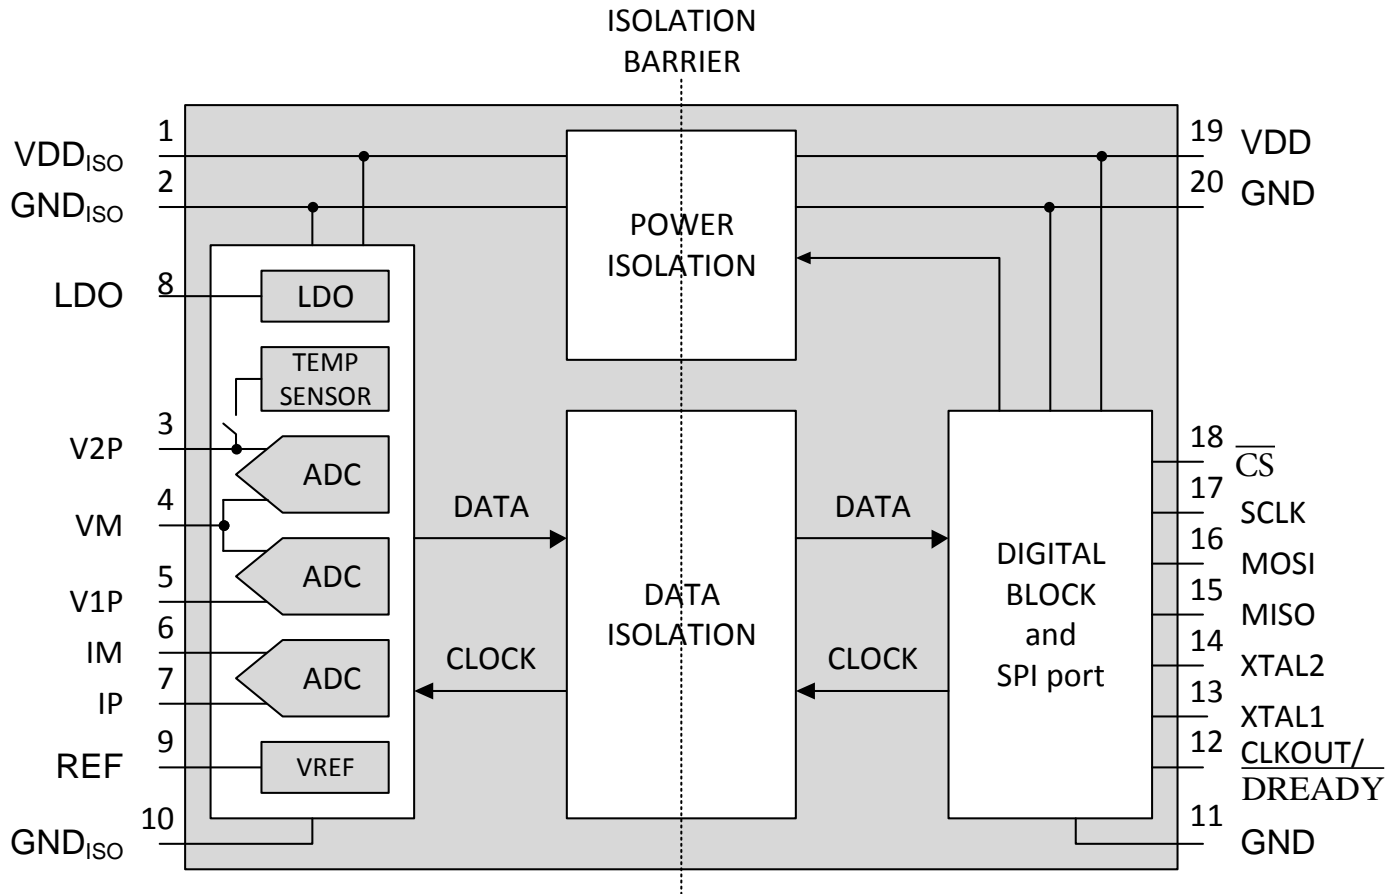 ISOLATION
BARRIER
1
VDDISO
2
GNDISO
8
LDO
LDO
TEMP
SENSOR
3
V2P
ADC
4
VM
ADC
5
V1P
6
IM
7
IP
ADC
9
REF
VREF
10
GNDISO
POWER
ISOLATION
DATA
DATA
DATA
ISOLATION
CLOCK
CLOCK
DIGITAL
BLOCK
and
SPI port
19 VDD
20 GND
18 CS
17 SCLK
16 MOSI
15 MISO
14 XTAL2
13 XTAL1
12 CLKOUT/
DREADY
11 GND